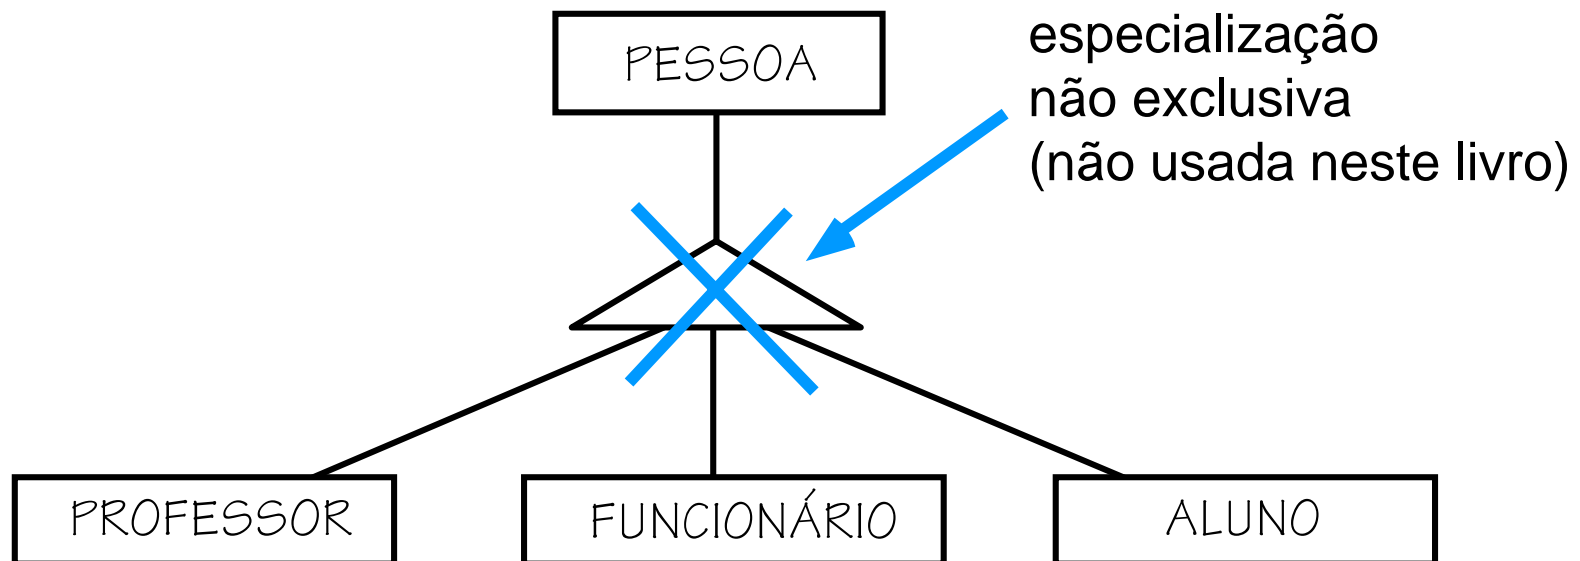 PESSOA
especialização
não exclusiva
(não usada neste livro)
PROFESSOR
FUNCIONÁRIO
ALUNO